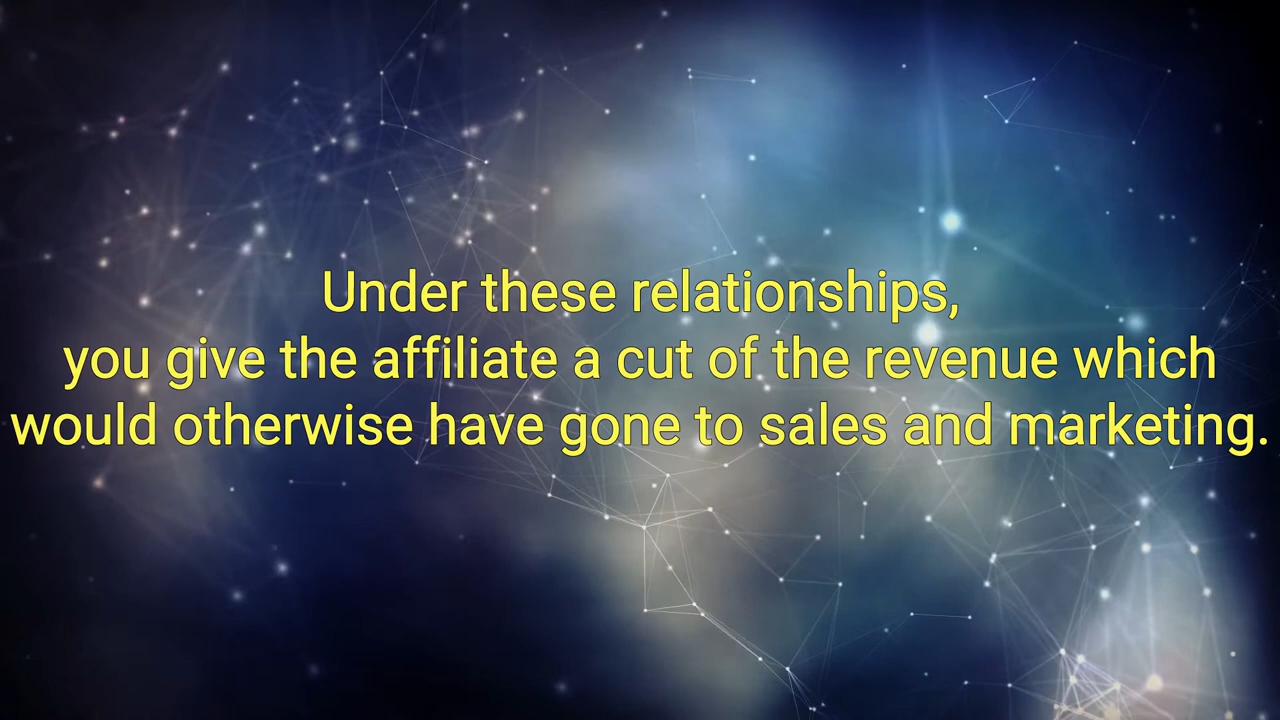 Under these relationships,
you give the affiliate a cut of the revenue which
would otherwise have gone to sales and marketing.